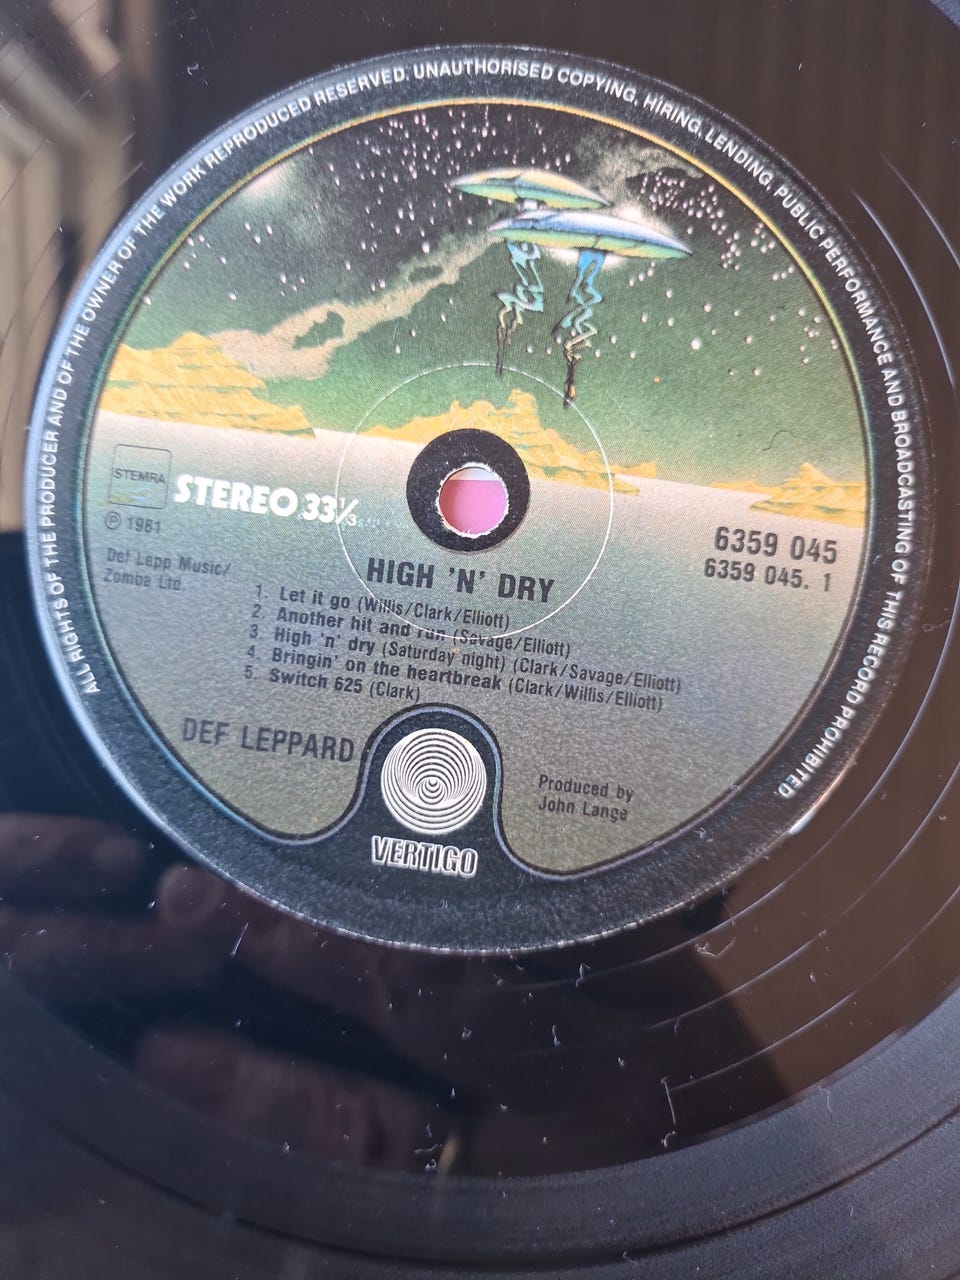 ALL RIGHTS OF THE PRODUCER AND OF THE OWNER OF THE WORK REPRODUCED RESERVED. UNAUTHORISED COPYING, HIRING, LENDING, PUBLIC PERFORMANCE AND BROADCASTING OF THIS RECORD PROHIBITED
STEMRA
STEREO 33⅓
℗ 1981
6359 045
6359 045. 1
Def Lepp Music/
Zomba Ltd.
HIGH 'N' DRY
1. Let it go (Willis/Clark/Elliott)
2. Another hit and run (Savage/Elliott)
3. High 'n' dry (Saturday night) (Clark/Savage/Elliott)
4. Bringin' on the heartbreak (Clark/Willis/Elliott)
5. Switch 625 (Clark)
DEF LEPPARD
Produced by
John Lange
VERTIGO